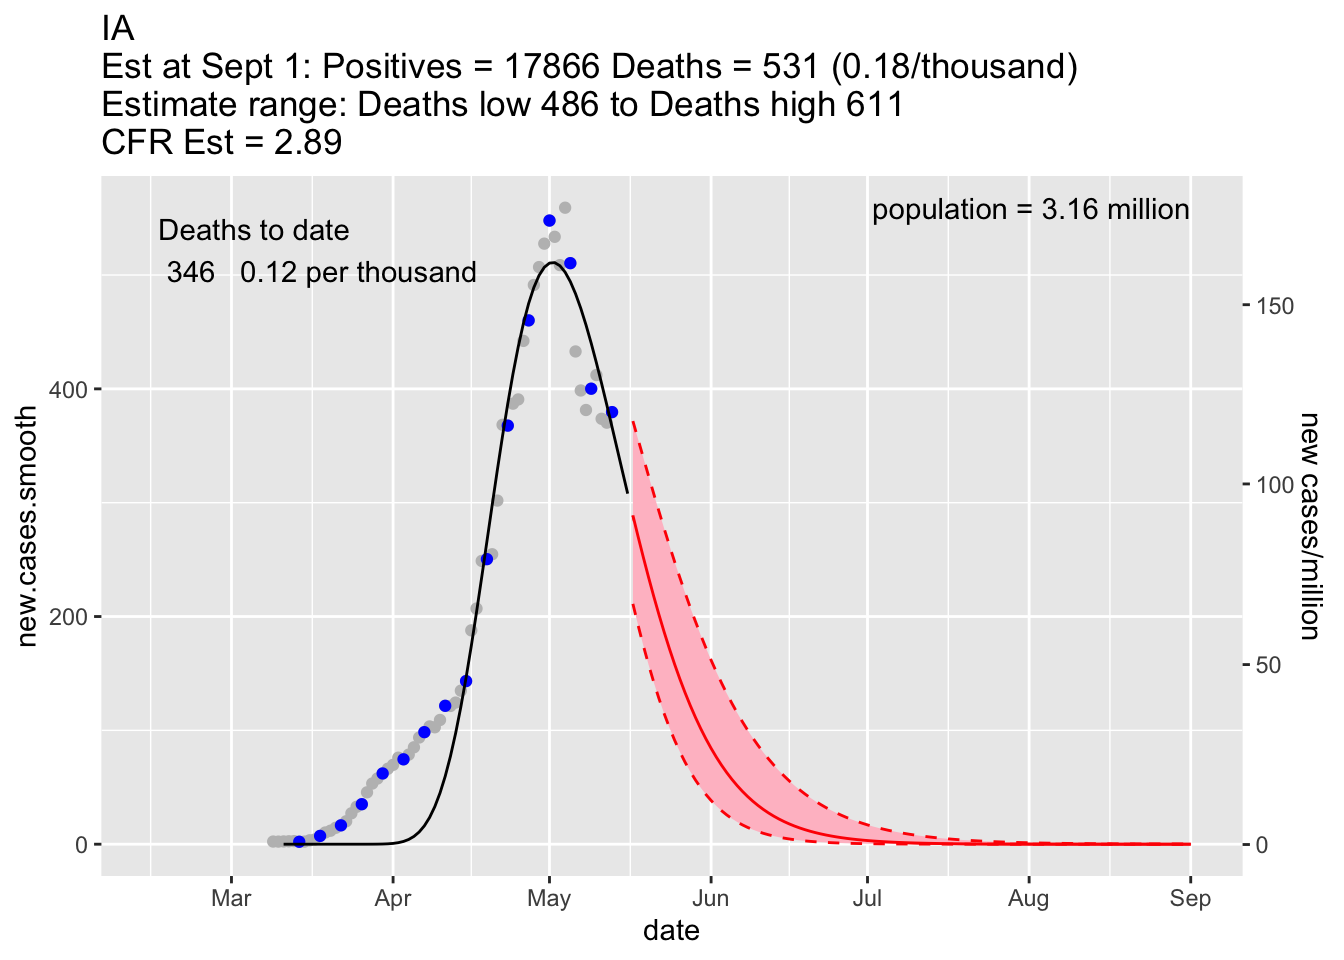 IA
Est at Sept 1: Positives = 17866 Deaths = 531 (0.18/thousand)
Estimate range: Deaths low 486 to Deaths high 611
CFR Est = 2.89
Deaths to date
346 0.12 per thousand
population = 3.16 million
400
200
0
new.cases.smooth
150
100
50
0
new cases/million
Mar Apr May Jun Jul Aug Sep
date